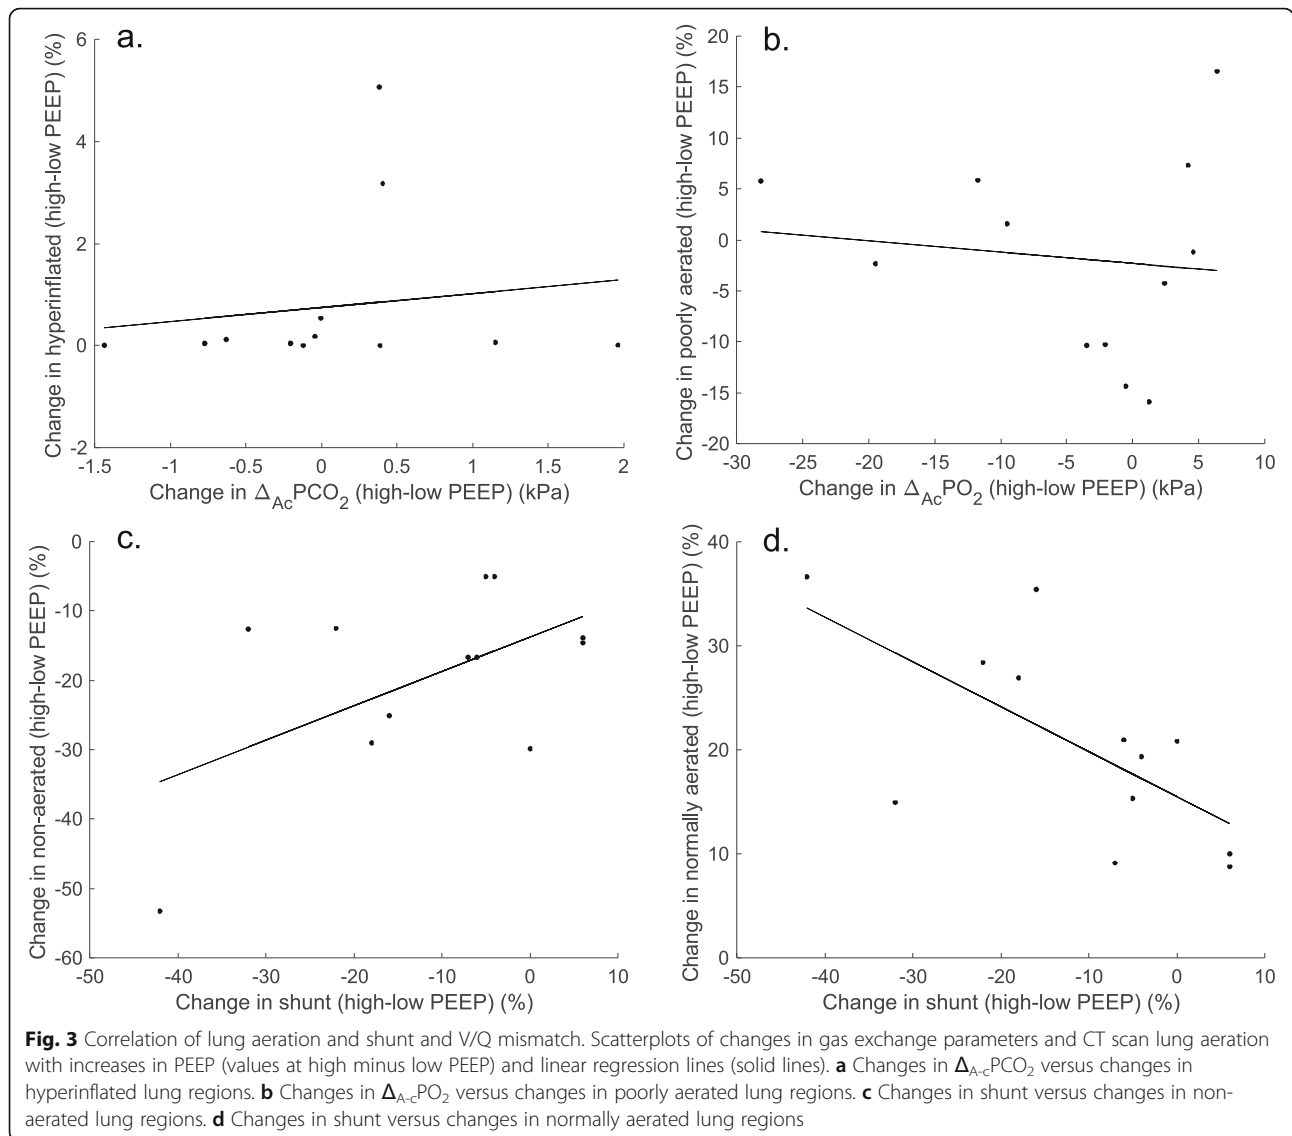 a.
Change in hyperinflated (high-low PEEP) (%)
6
4
2
0
-2
-1.5 -1 -0.5 0 0.5 1 1.5 2
Change in Δ_AcPCO₂ (high-low PEEP) (kPa)
b.
Change in poorly aerated (high-low PEEP) (%)
20
15
10
5
0
-5
-10
-15
-20
-30 -25 -20 -15 -10 -5 0 5 10
Change in Δ_AcPO₂ (high-low PEEP) (kPa)
c.
Change in non-aerated (high-low PEEP) (%)
0
-10
-20
-30
-40
-50
-60
-50 -40 -30 -20 -10 0 10
Change in shunt (high-low PEEP) (%)
d.
Change in normally aerated (high-low PEEP) (%)
40
30
20
10
0
-50 -40 -30 -20 -10 0 10
Change in shunt (high-low PEEP) (%)
Fig. 3 Correlation of lung aeration and shunt and V/Q mismatch. Scatterplots of changes in gas exchange parameters and CT scan lung aeration
with increases in PEEP (values at high minus low PEEP) and linear regression lines (solid lines). a Changes in Δ_A-cPCO₂ versus changes in
hyperinflated lung regions. b Changes in Δ_A-cPO₂ versus changes in poorly aerated lung regions. c Changes in shunt versus changes in non-
aerated lung regions. d Changes in shunt versus changes in normally aerated lung regions